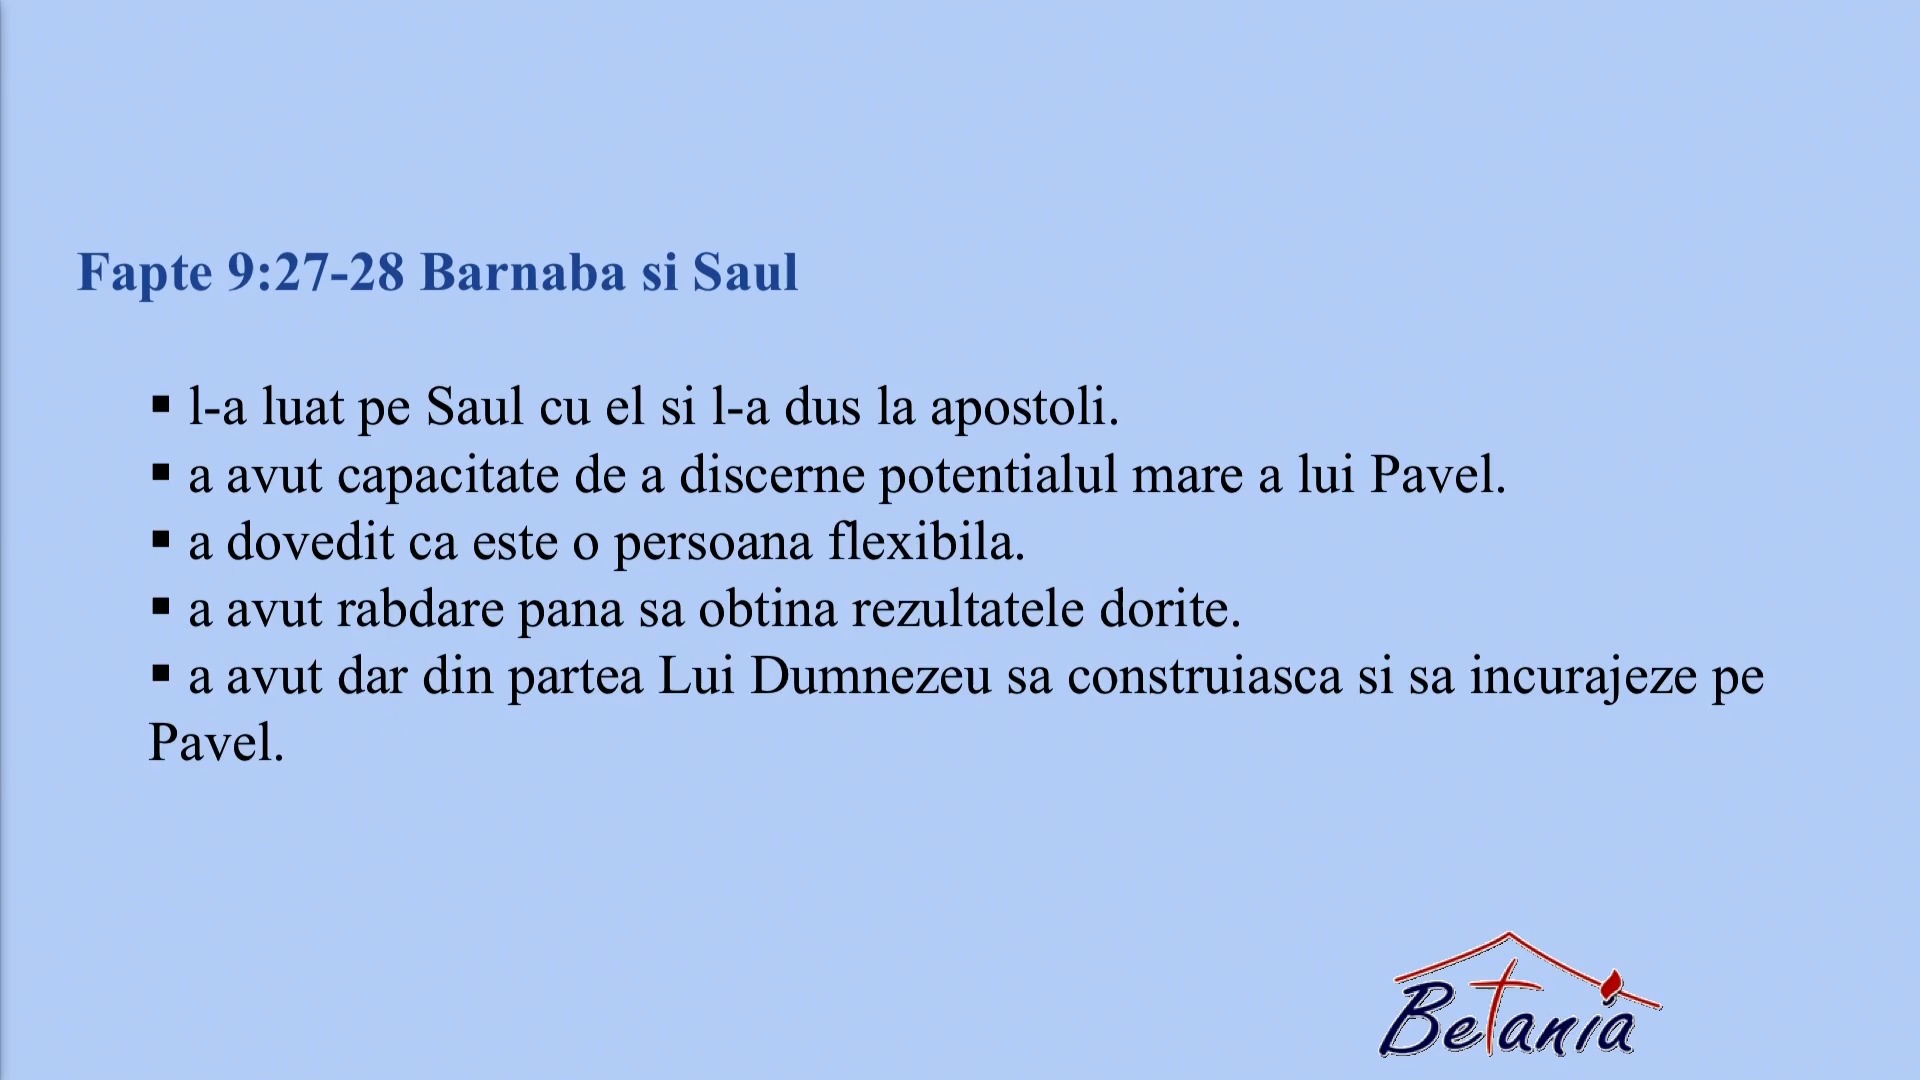 Fapte 9:27-28 Barnaba si Saul
▪ l-a luat pe Saul cu el si l-a dus la apostoli.
▪ a avut capacitate de a discerne potentialul mare a lui Pavel.
▪ a dovedit ca este o persoana flexibila.
▪ a avut rabdare pana sa obtina rezultatele dorite.
▪ a avut dar din partea Lui Dumnezeu sa construiasca si sa incurajeze pe
Pavel.
Betania